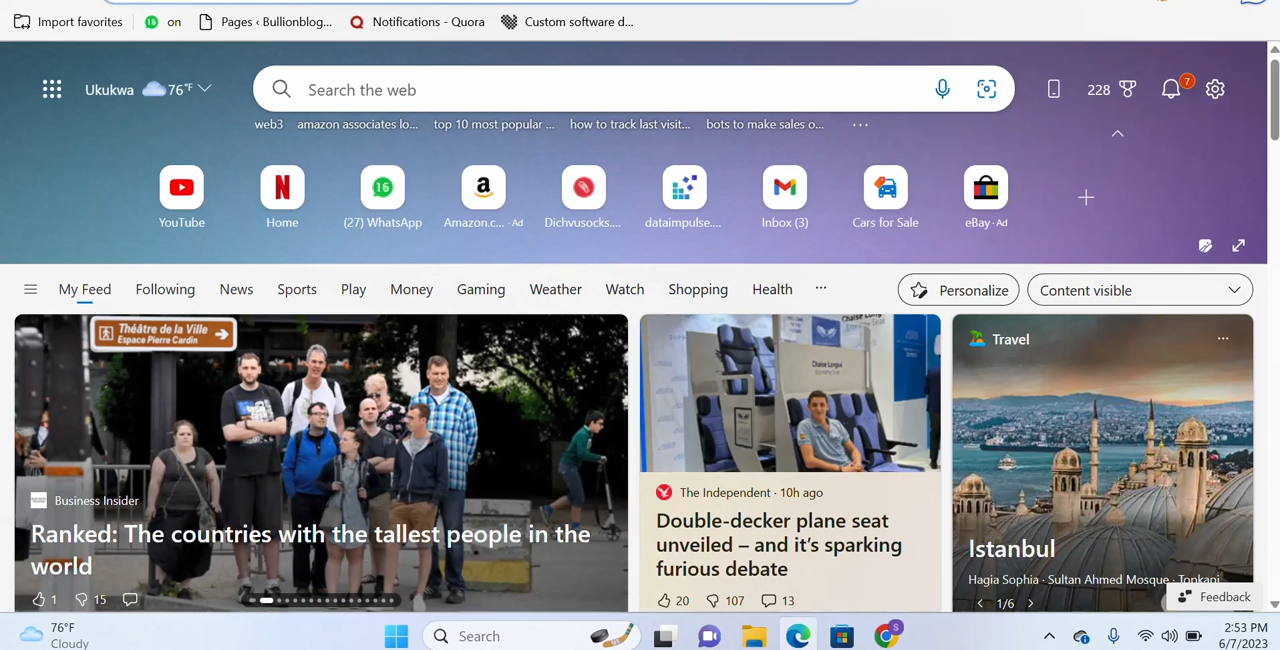 Import favorites
on
Pages ‹ Bullionblog...
Notifications - Quora
Custom software d...
Ukukwa
76°F
Search the web
228
7
web3
amazon associates lo...
top 10 most popular ...
how to track last visit...
bots to make sales o...
...
N
16
a
YouTube
Home
(27) WhatsApp
Amazon.c... · Ad
Dichvusocks....
dataimpulse....
Inbox (3)
Cars for Sale
eBay · Ad
My Feed
Following
News
Sports
Play
Money
Gaming
Weather
Watch
Shopping
Health
...
Personalize
Content visible
Théâtre de la Ville
Espace Pierre Cardin
Business Insider
Ranked: The countries with the tallest people in the
world
1
15
Chaise Longue
The Independent · 10h ago
Double-decker plane seat
unveiled – and it's sparking
furious debate
20
107
13
Travel
Istanbul
Hagia Sophia · Sultan Ahmed Mosque · Topkapi
1/6
Feedback
76°F
Cloudy
Search
S
2:53 PM
6/7/2023